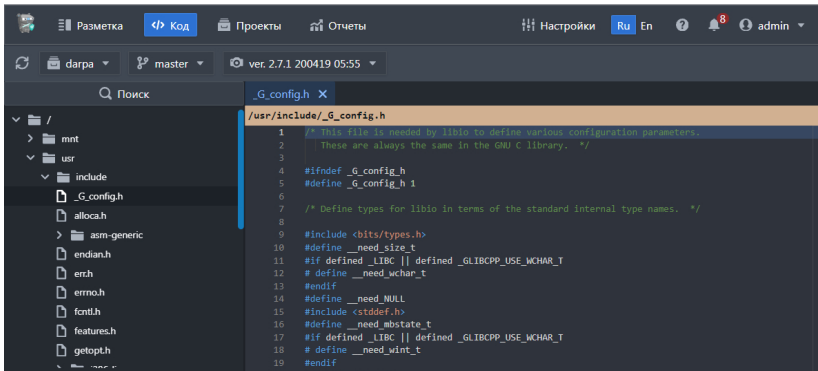 Разметка </> Код Проекты Отчеты Настройки Ru En 8 admin
darpa master ver. 2.7.1 200419 05:55
Поиск
_G_config.h
/
mnt
usr
include
_G_config.h
alloca.h
asm-generic
endian.h
err.h
errno.h
fcntl.h
features.h
getopt.h
/usr/include/_G_config.h
1 /* This file is needed by libio to define various configuration parameters.
2 These are always the same in the GNU C library. */
3
4 #ifndef _G_config_h
5 #define _G_config_h 1
6
7 /* Define types for libio in terms of the standard internal type names. */
8
9 #include <bits/types.h>
10 #define __need_size_t
11 #if defined _LIBC || defined _GLIBCPP_USE_WCHAR_T
12 # define __need_wchar_t
13 #endif
14 #define __need_NULL
15 #include <stddef.h>
16 #define __need_mbstate_t
17 #if defined _LIBC || defined _GLIBCPP_USE_WCHAR_T
18 # define __need_wint_t
19 #endif